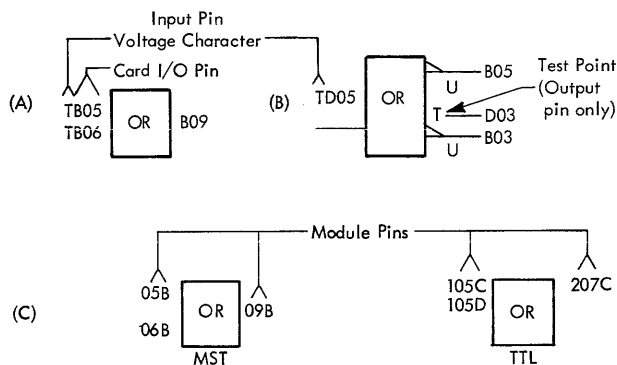 Input Pin
Voltage Character
Card I/O Pin
(A)
TB05
TB06
OR
B09
(B)
TD05
OR
B05
U
T
D03
B03
U
Test Point
(Output
pin only)
Module Pins
(C)
05B
06B
OR
09B
MST
105C
105D
OR
207C
TTL